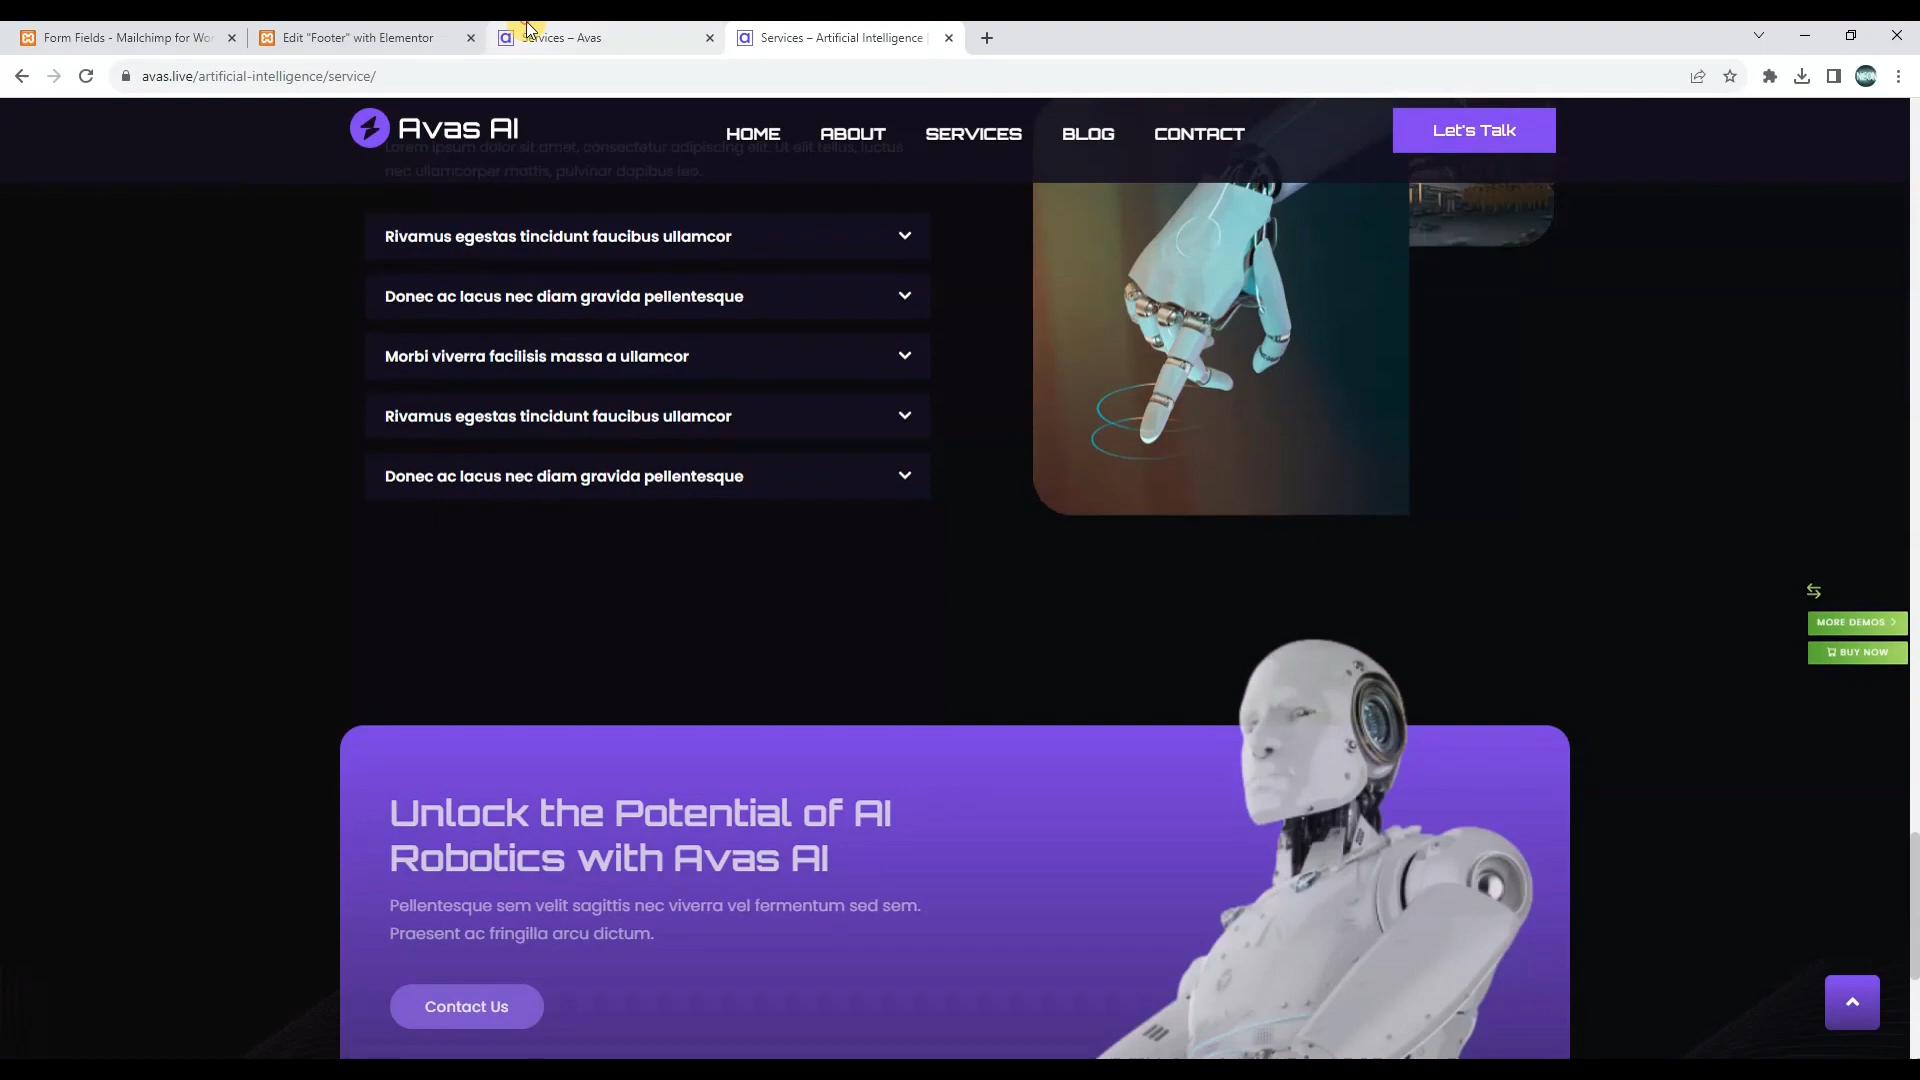 Form Fields - Mailchimp for Wor
Edit "Footer" with Elementor
Services – Avas
Services – Artificial Intelligence
avas.live/artificial-intelligence/service/
NEON
Avas AI
HOME
ABOUT
SERVICES
BLOG
CONTACT
Let's Talk
Lorem ipsum dolor sit amet, consectetur adipiscing elit. Ut elit tellus, luctus
nec ullamcorper mattis, pulvinar dapibus leo.
Rivamus egestas tincidunt faucibus ullamcor
Donec ac lacus nec diam gravida pellentesque
Morbi viverra facilisis massa a ullamcor
Rivamus egestas tincidunt faucibus ullamcor
Donec ac lacus nec diam gravida pellentesque
MORE DEMOS
BUY NOW
Unlock the Potential of AI
Robotics with Avas AI
Pellentesque sem velit sagittis nec viverra vel fermentum sed sem.
Praesent ac fringilla arcu dictum.
Contact Us